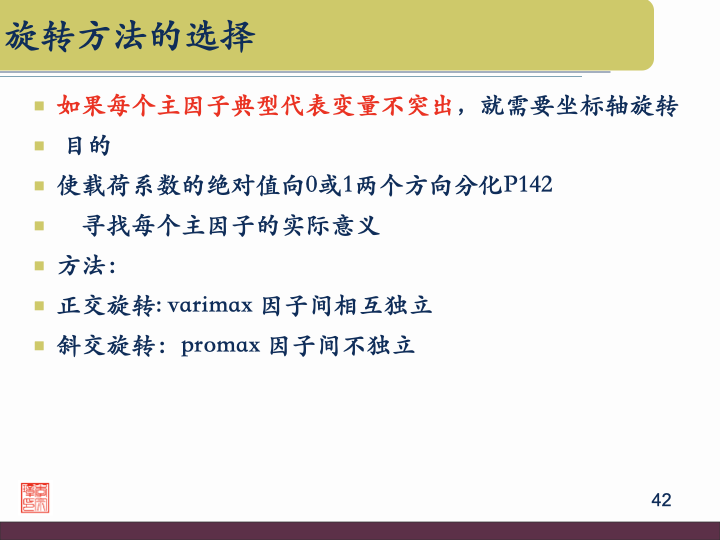 旋转方法的选择
如果每个主因子典型代表变量不突出，就需要坐标轴旋转
目的
使载荷系数的绝对值向0或1两个方向分化P142
寻找每个主因子的实际意义
方法：
正交旋转: varimax 因子间相互独立
斜交旋转：promax 因子间不独立
42